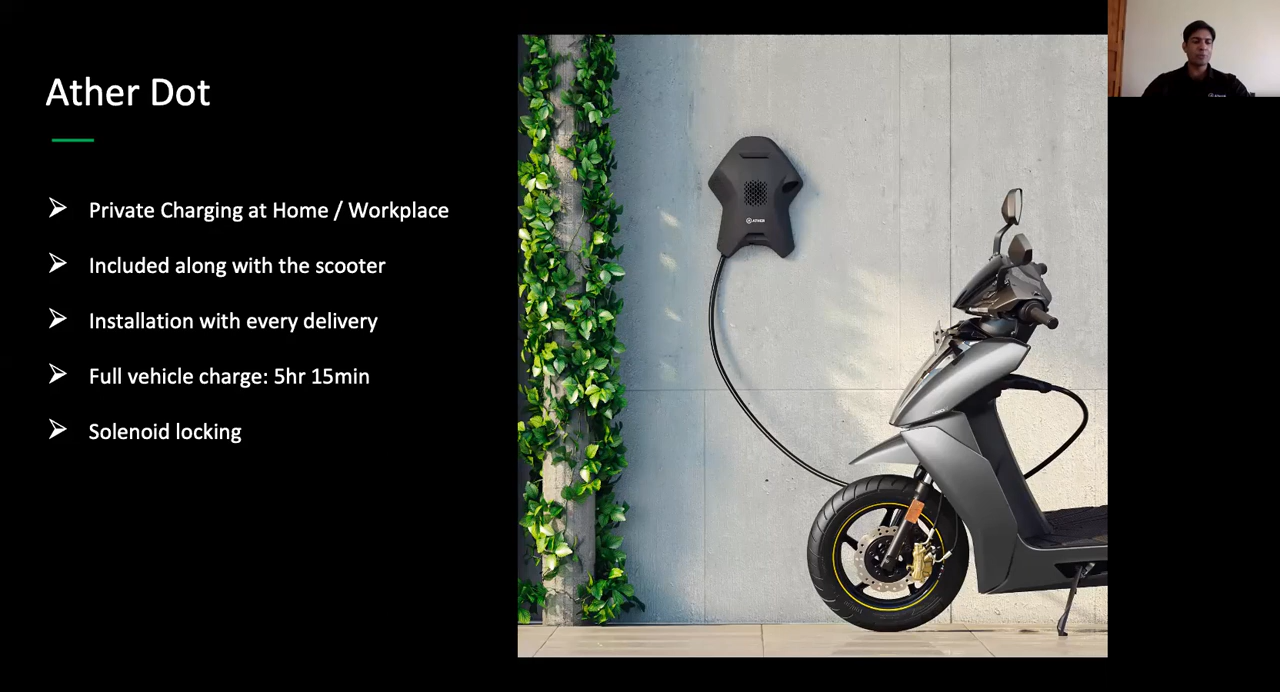 Ather Dot
Private Charging at Home / Workplace
Included along with the scooter
Installation with every delivery
Full vehicle charge: 5hr 15min
Solenoid locking
ATHER